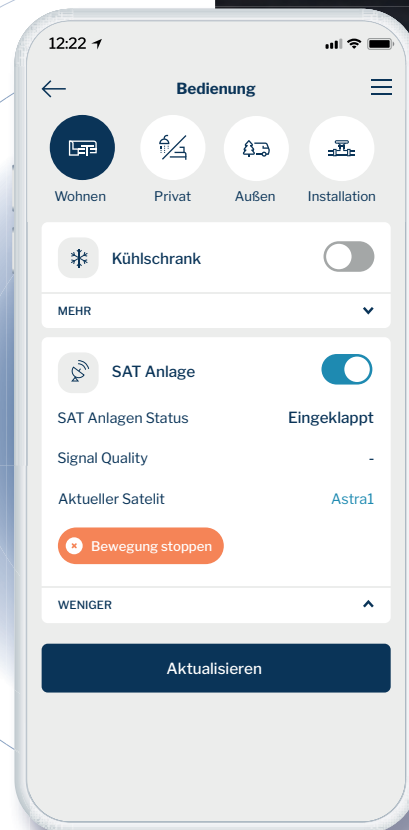 12:22
Bedienung
Wohnen Privat Außen Installation
Kühlschrank
MEHR
SAT Anlage
SAT Anlagen Status Eingeklappt
Signal Quality -
Aktueller Satelit Astra1
Bewegung stoppen
WENIGER
Aktualisieren